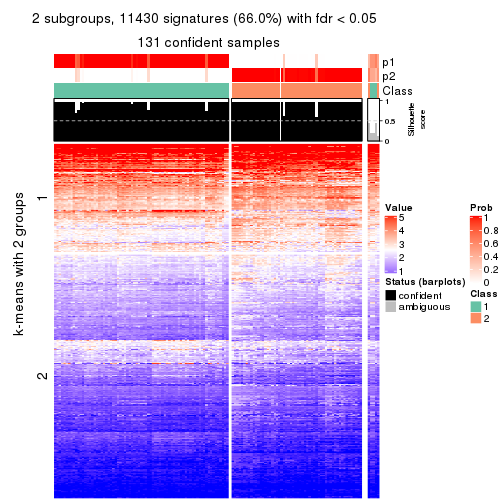 2 subgroups, 11430 signatures (66.0%) with fdr < 0.05
131 confident samples
p1
p2
Class
1
0.5
0
Silhouette
score
k-means with 2 groups
1
2
Value
5
4
3
2
1
Status (barplots)
confident
ambiguous
Prob
1
0.8
0.6
0.4
0.2
0
Class
1
2